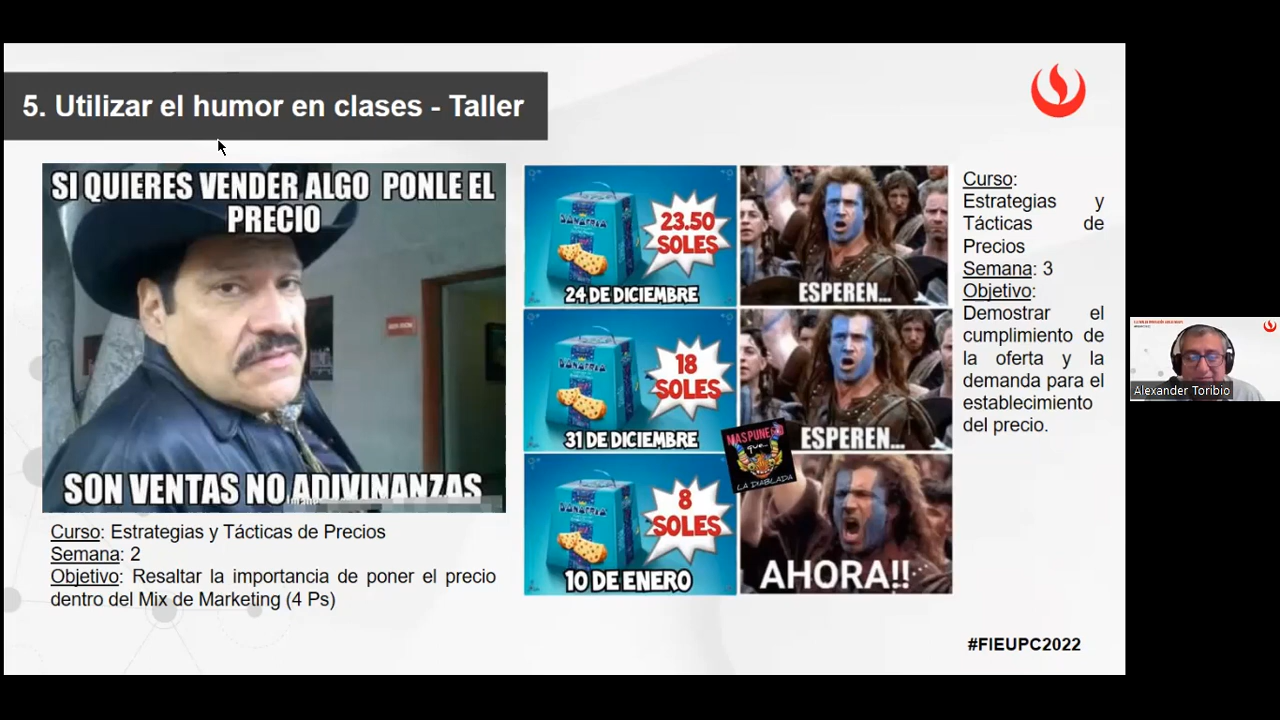 5. Utilizar el humor en clases - Taller
SI QUIERES VENDER ALGO PONLE EL
PRECIO
SON VENTAS NO ADIVINANZAS
Curso: Estrategias y Tácticas de Precios
Semana: 2
Objetivo: Resaltar la importancia de poner el precio
dentro del Mix de Marketing (4 Ps)
23.50
SOLES
24 DE DICIEMBRE
ESPEREN...
18
SOLES
31 DE DICIEMBRE
ESPEREN...
MAS PUNEÑO
que...
LA DIABLADA
8
SOLES
10 DE ENERO
AHORA!!
Curso:
Estrategias y
Tácticas de
Precios
Semana: 3
Objetivo:
Demostrar el
cumplimiento de
la oferta y la
demanda para el
establecimiento
del precio.
#FIEUPC2022
Alexander Toribio